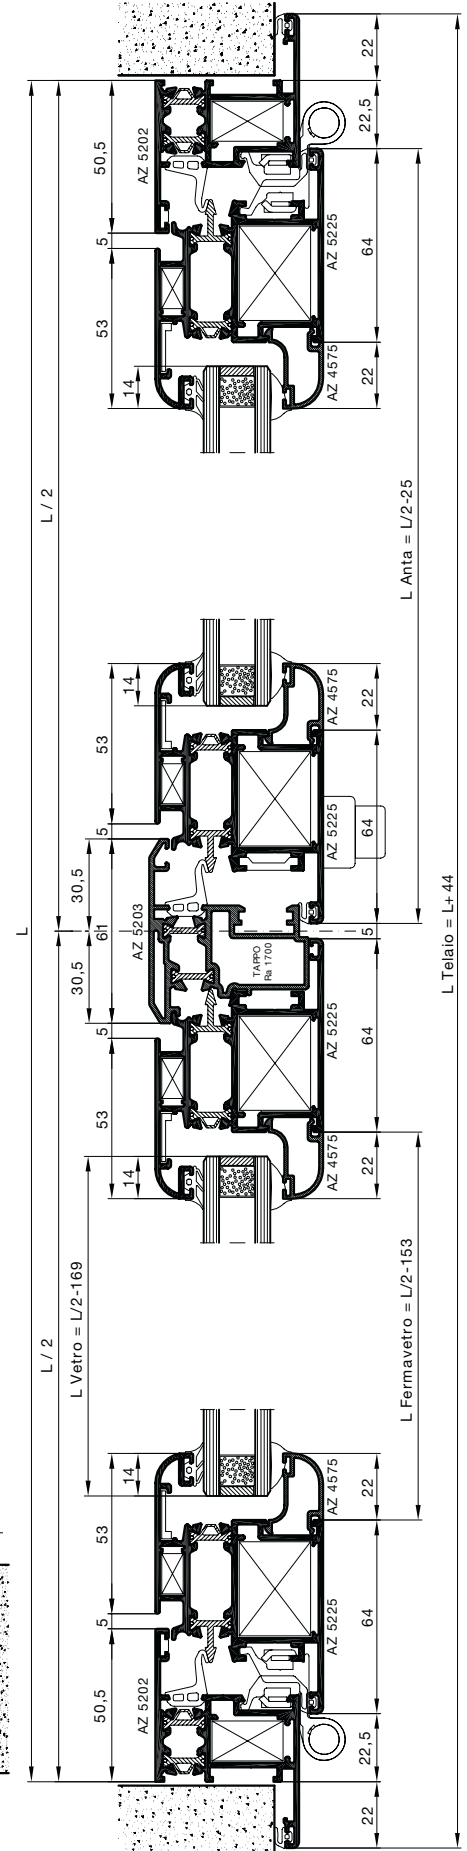 L
L / 2
L / 2
L Vetro = L/2-169
30,5
30,5
50,5
5
53
14
14
53
5
61
5
53
14
14
53
5
50,5
AZ 5202
AZ 5203
AZ 5202
TAPPO
Ra 1700
AZ 5225
AZ 4575
AZ 4575
AZ 5225
AZ 5225
AZ 4575
AZ 4575
AZ 5225
22
22,5
64
22
22
64
5
64
22
22
64
22,5
22
L Fermavetro = L/2-153
L Anta = L/2-25
L Telaio = L+44